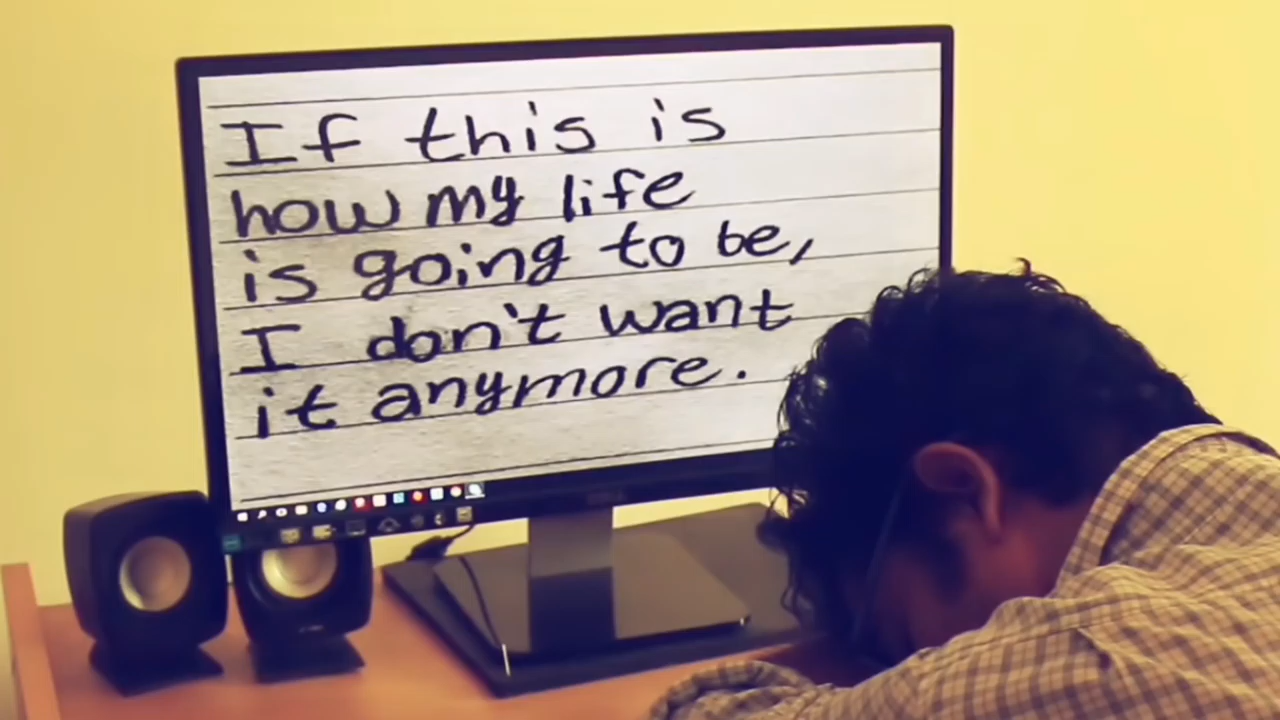 If this is
how my life
is going to be,
I don't want
it anymore.